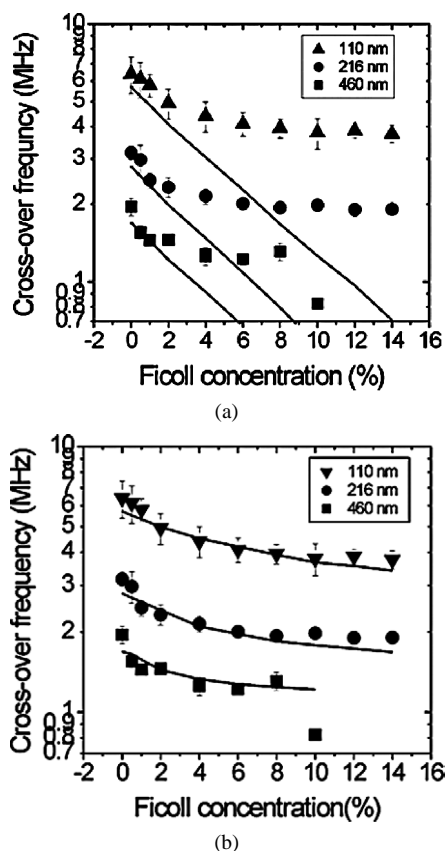 10
9
8
7
6
5
4
3
2
1
0.9
0.8
0.7
Cross-over frequncy (MHz)
110 nm
216 nm
460 nm
-2 0 2 4 6 8 10 12 14 16
Ficoll concentration (%)
(a)
10
9
8
7
6
5
4
3
2
1
0.9
0.8
0.7
Cross-over frequency (MHz)
110 nm
216 nm
460 nm
-2 0 2 4 6 8 10 12 14 16
Ficoll concentration(%)
(b)